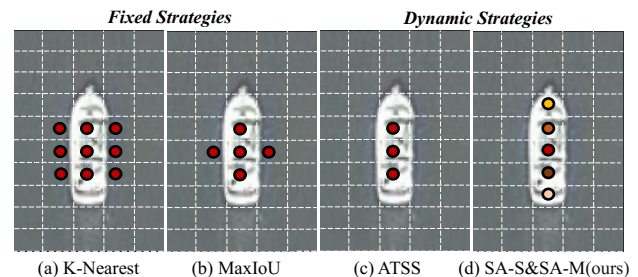 Fixed Strategies
Dynamic Strategies
(a) K-Nearest
(b) MaxIoU
(c) ATSS
(d) SA-S&SA-M(ours)